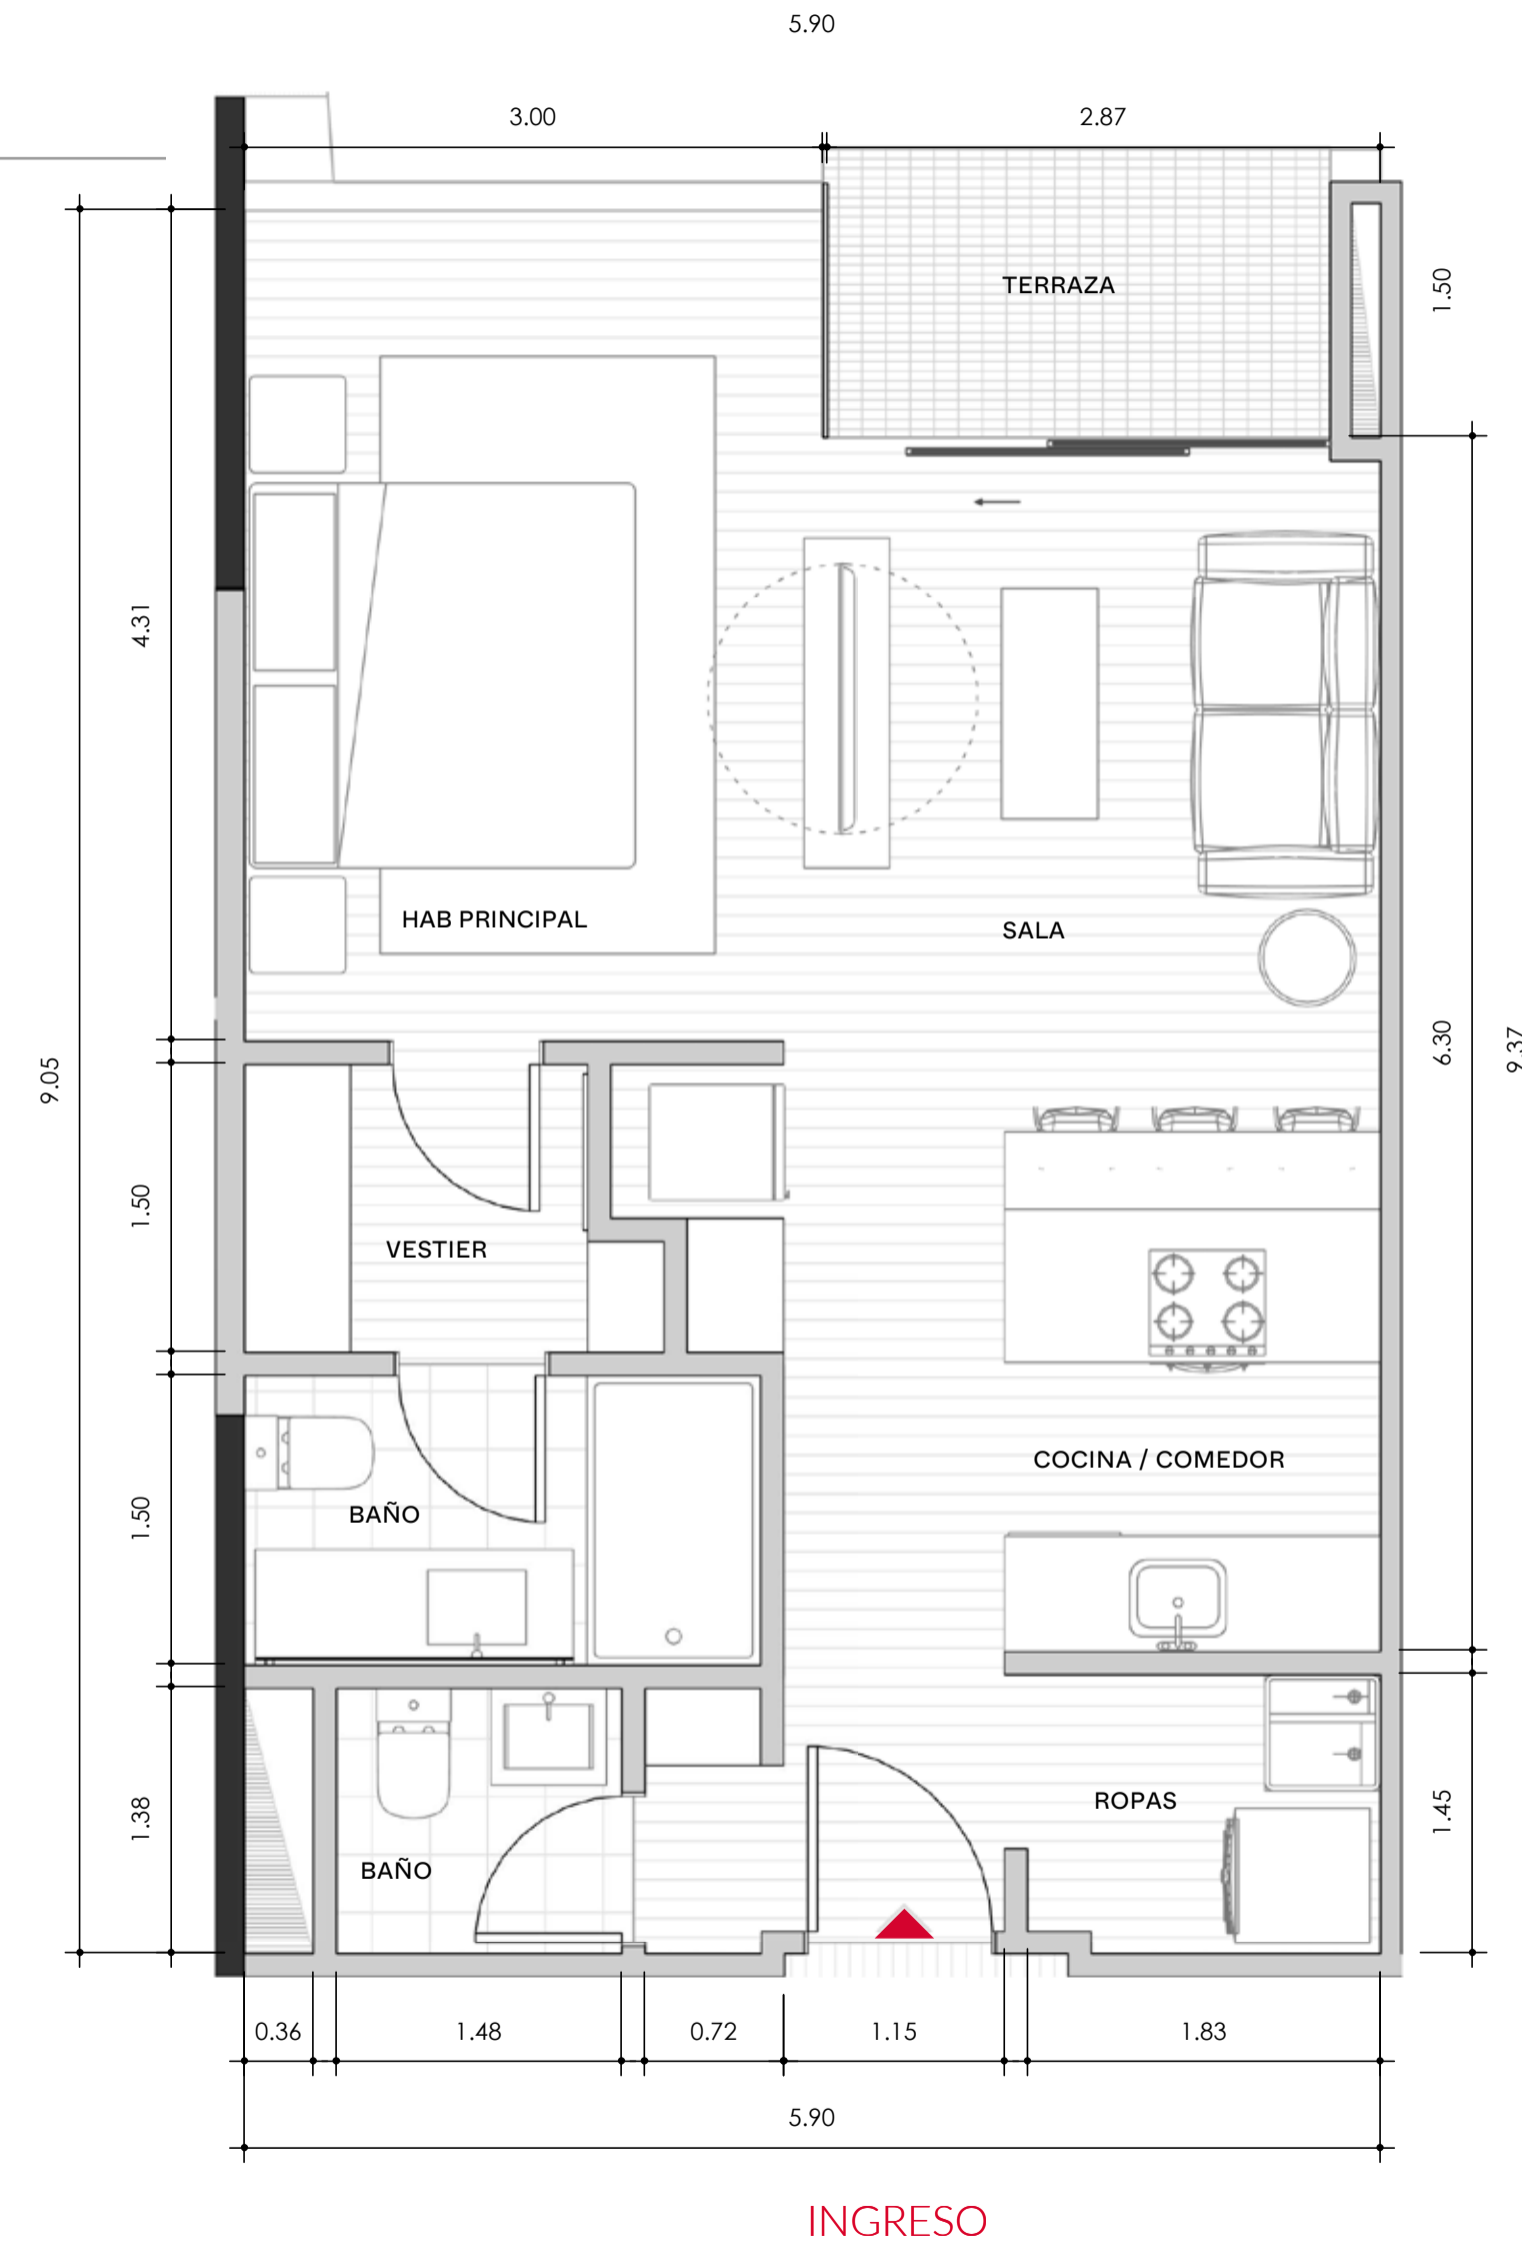 5.90
3.00
2.87
TERRAZA
1.50
4.31
HAB PRINCIPAL
SALA
9.05
6.30
9.37
1.50
VESTIER
COCINA / COMEDOR
1.50
BAÑO
1.38
ROPAS
1.45
BAÑO
0.36
1.48
0.72
1.15
1.83
5.90
INGRESO